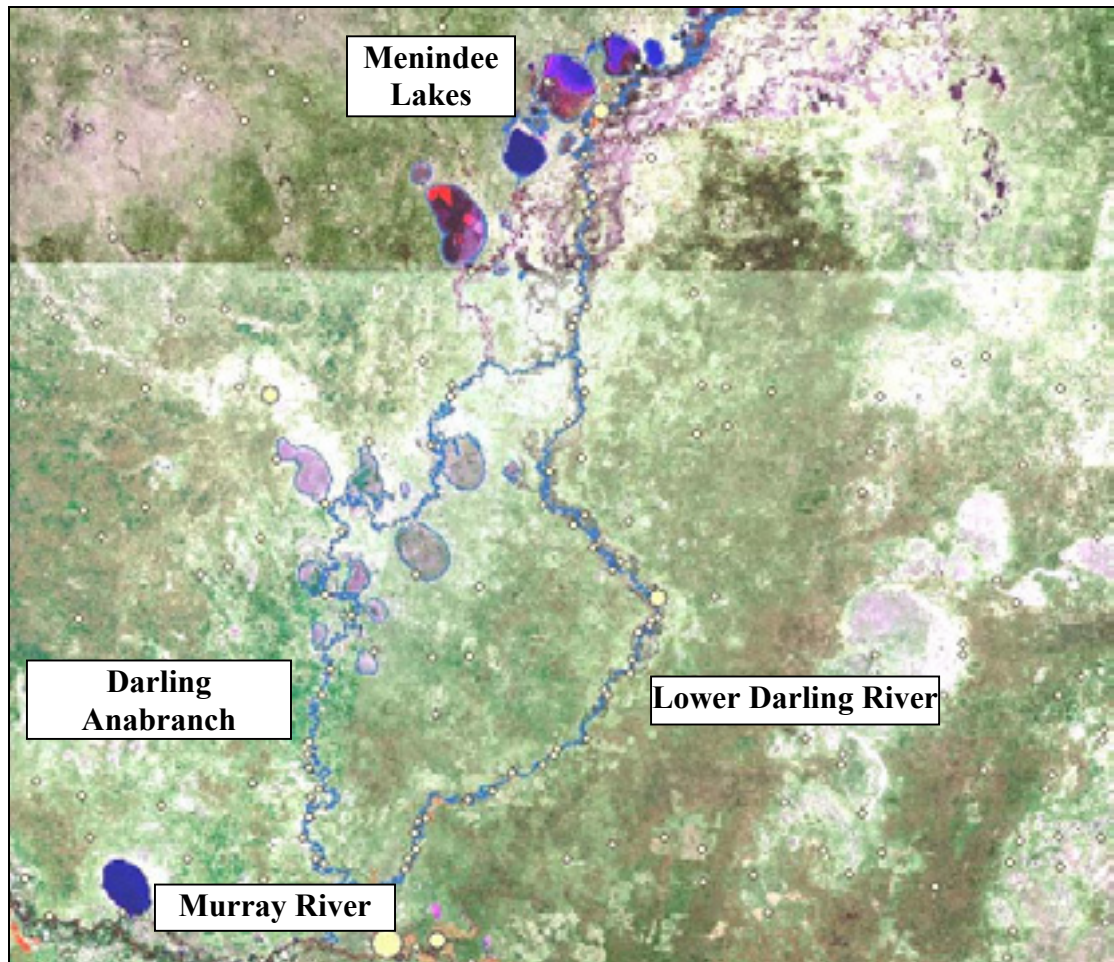 Menindee
Lakes
Darling
Anabranch
Lower Darling River
Murray River